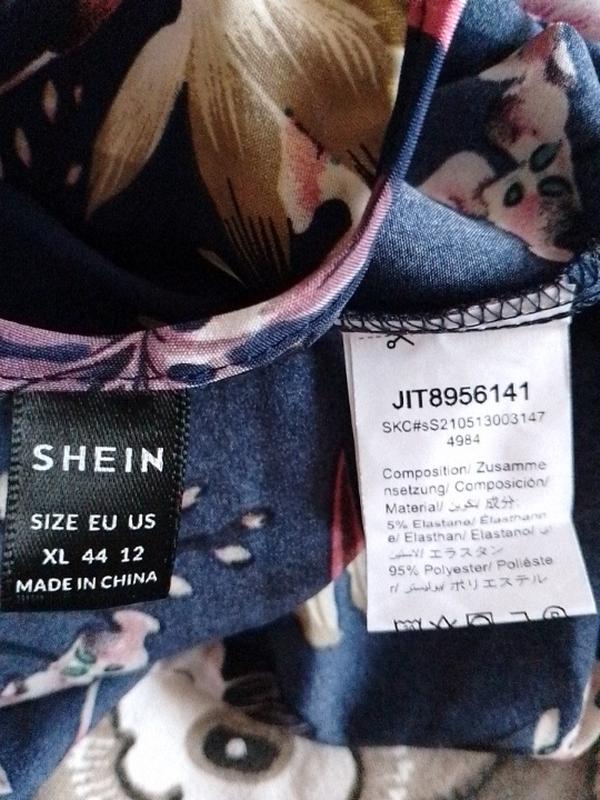 SHEIN
SIZE EU US
XL 44 12
MADE IN CHINA
JIT8956141
SKC#sS210513003147
4984
Composition/ Zusamme
nsetzung/ Composición/
Material/ تكوين/ 成分:
5% Elastane/ Élasthann
e/ Elasthan/ Elastano/
エラスタン
95% Polyester/ Polieste
r/ بوليستر/ ポリエステル